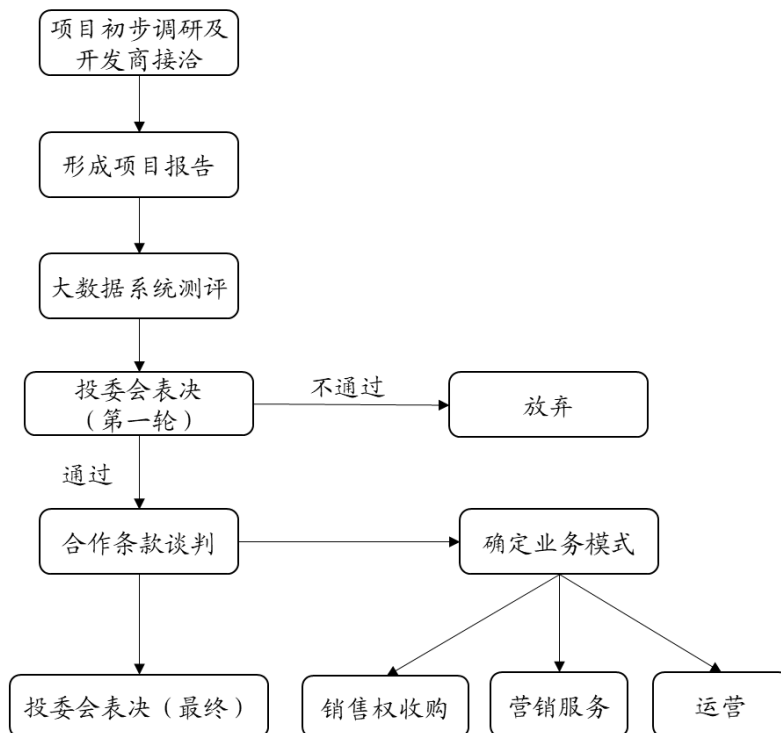 项目初步调研及
开发商接洽
形成项目报告
大数据系统测评
投委会表决
（第一轮）
不通过
放弃
通过
合作条款谈判
确定业务模式
投委会表决（最终）
销售权收购
营销服务
运营